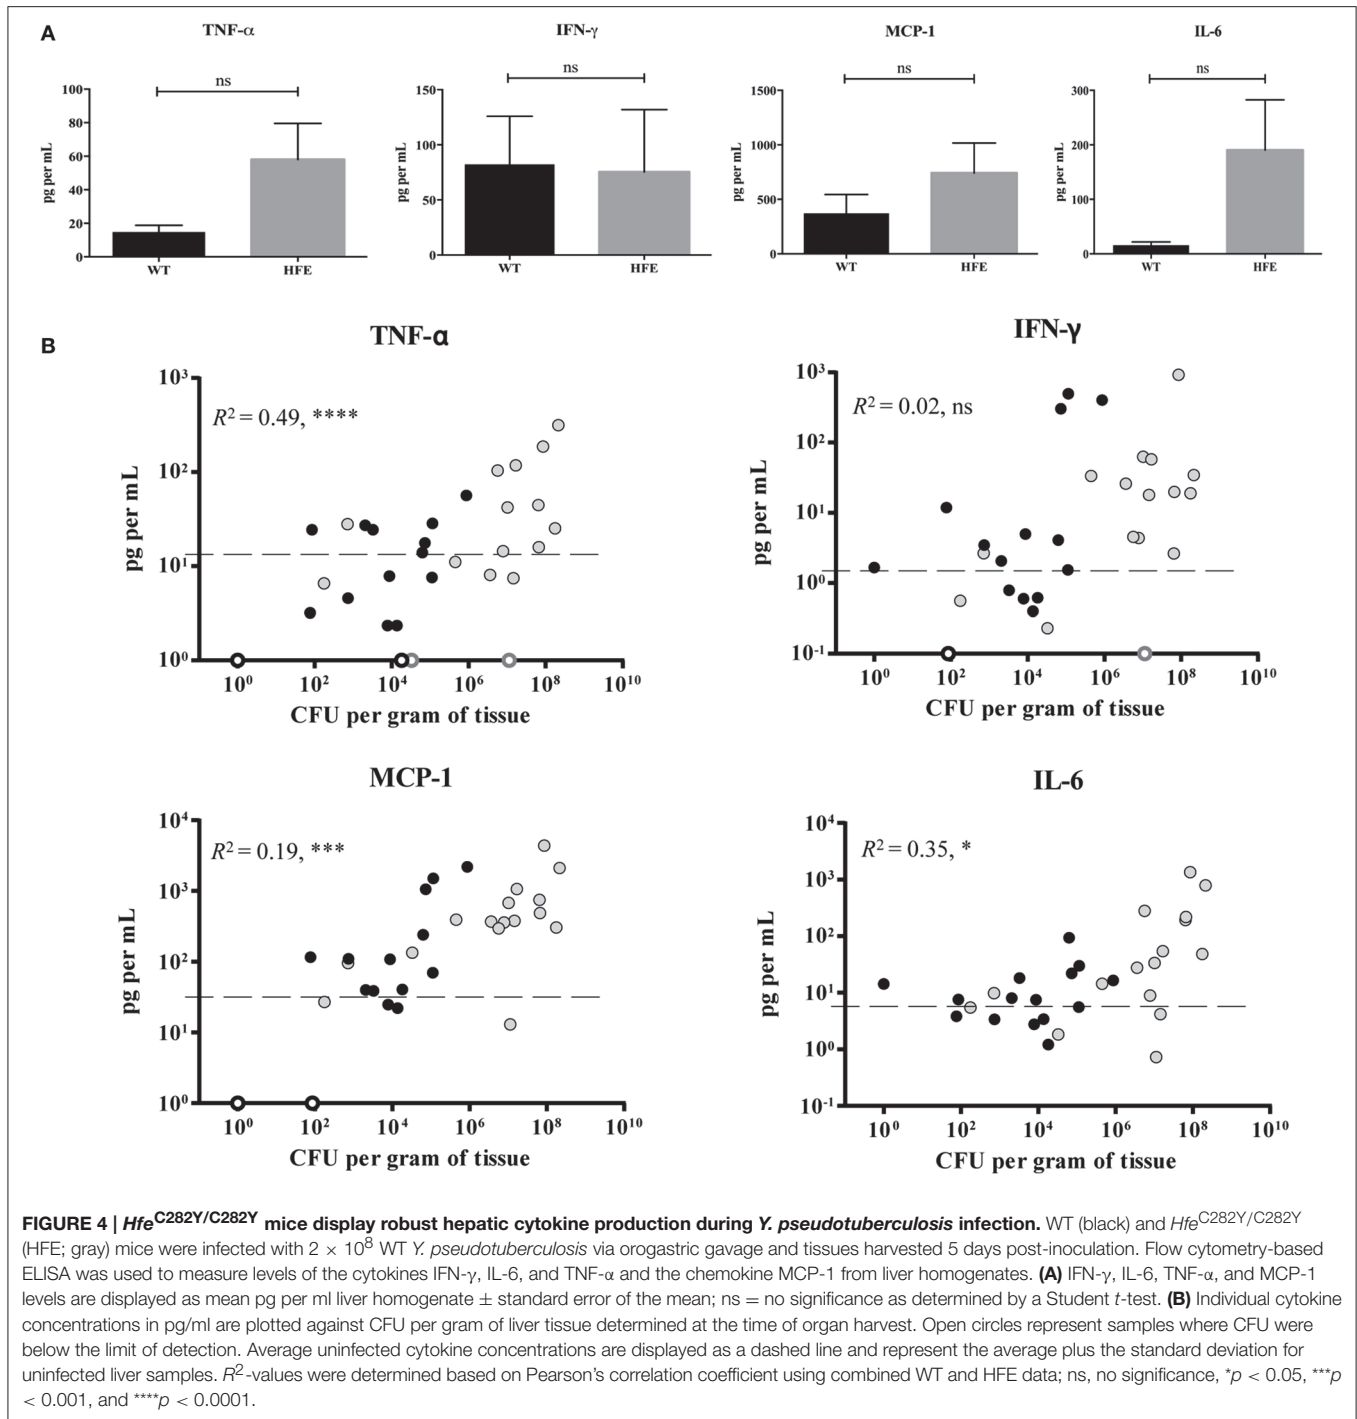 A
TNF-α
IFN-γ
MCP-1
IL-6
ns
ns
ns
ns
100
80
60
40
20
0
pg per mL
WT
HFE
150
100
50
0
pg per mL
WT
HFE
1500
1000
500
0
pg per mL
WT
HFE
300
200
100
0
pg per mL
WT
HFE
B
TNF-α
R² = 0.49, ****
10³
10²
10¹
10⁰
pg per mL
10⁰ 10² 10⁴ 10⁶ 10⁸ 10¹⁰
CFU per gram of tissue
IFN-γ
R² = 0.02, ns
10³
10²
10¹
10⁰
10⁻¹
pg per mL
10⁰ 10² 10⁴ 10⁶ 10⁸ 10¹⁰
CFU per gram of tissue
MCP-1
R² = 0.19, ***
10⁴
10³
10²
10¹
10⁰
pg per mL
10⁰ 10² 10⁴ 10⁶ 10⁸ 10¹⁰
CFU per gram of tissue
IL-6
R² = 0.35, *
10⁴
10³
10²
10¹
10⁰
10⁻¹
pg per mL
10⁰ 10² 10⁴ 10⁶ 10⁸ 10¹⁰
CFU per gram of tissue
FIGURE 4 | Hfe^C282Y/C282Y mice display robust hepatic cytokine production during Y. pseudotuberculosis infection. WT (black) and Hfe^C282Y/C282Y
(HFE; gray) mice were infected with 2 × 10⁸ WT Y. pseudotuberculosis via orogastric gavage and tissues harvested 5 days post-inoculation. Flow cytometry-based
ELISA was used to measure levels of the cytokines IFN-γ, IL-6, and TNF-α and the chemokine MCP-1 from liver homogenates. (A) IFN-γ, IL-6, TNF-α, and MCP-1
levels are displayed as mean pg per ml liver homogenate ± standard error of the mean; ns = no significance as determined by a Student t-test. (B) Individual cytokine
concentrations in pg/ml are plotted against CFU per gram of liver tissue determined at the time of organ harvest. Open circles represent samples where CFU were
below the limit of detection. Average uninfected cytokine concentrations are displayed as a dashed line and represent the average plus the standard deviation for
uninfected liver samples. R²-values were determined based on Pearson's correlation coefficient using combined WT and HFE data; ns, no significance, *p < 0.05, ***p
< 0.001, and ****p < 0.0001.